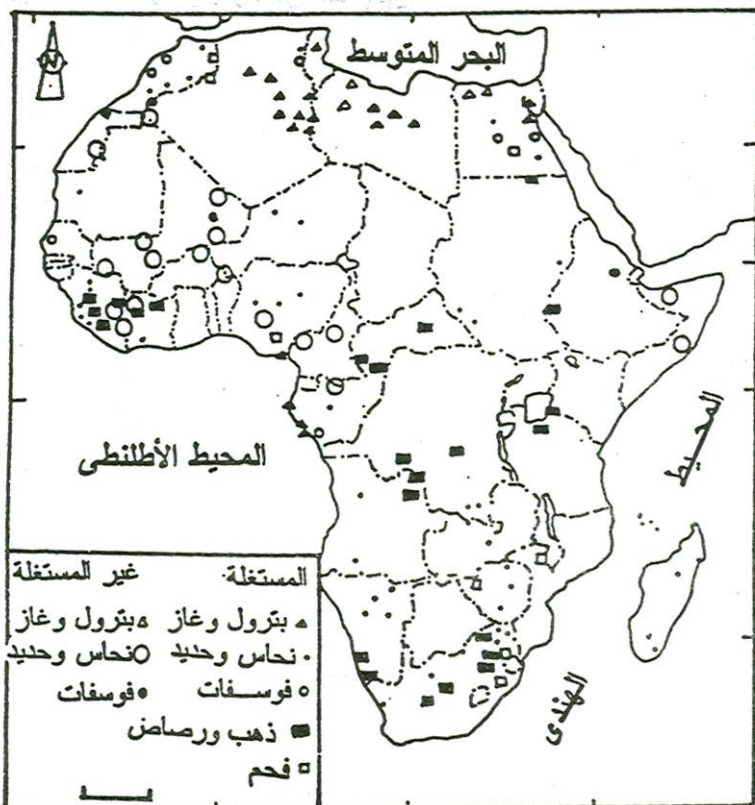 البحر المتوسط
N
المحيط الأطلنطى
المحيط
الهندى
المستغلة غير المستغلة
بترول وغاز بترول وغاز
نحاس وحديد نحاس وحديد
فوسفات فوسفات
ذهب ورصاص
فحم